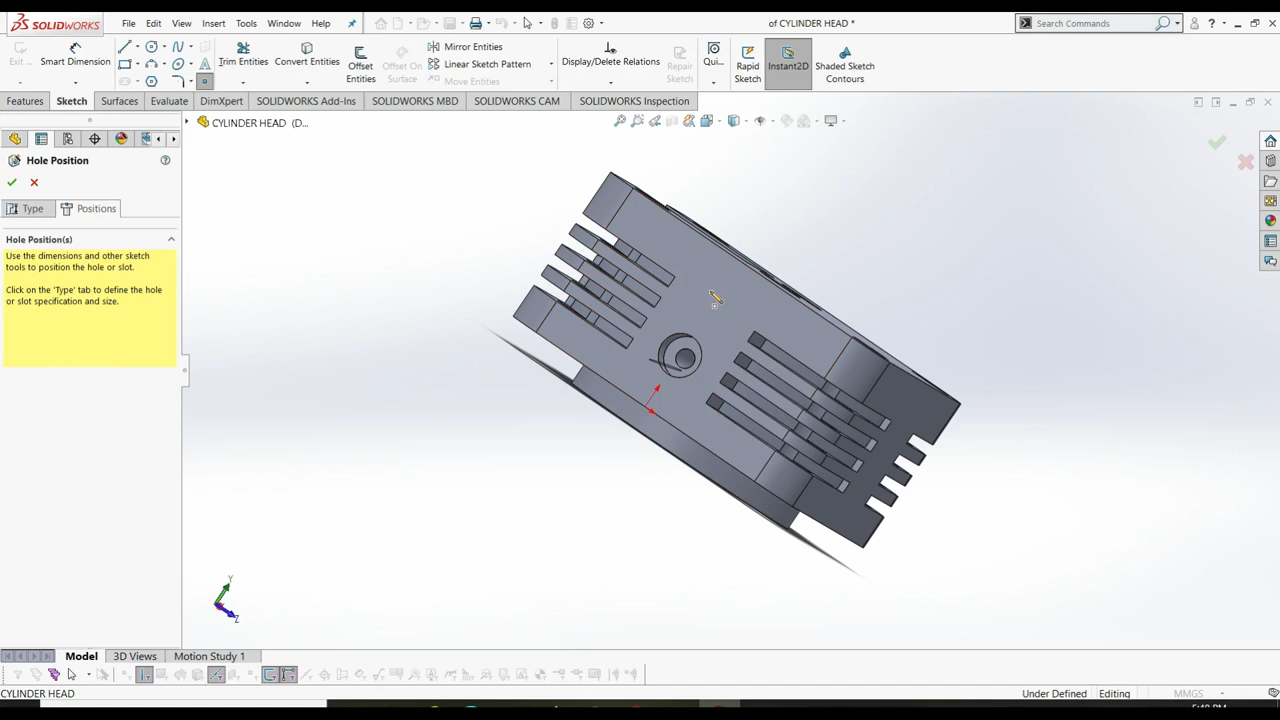 SOLIDWORKS File Edit View Insert Tools Window Help of CYLINDER HEAD * Search Commands ?
Exit ... Smart Dimension Trim Entities Convert Entities Offset Entities Offset On Surface Mirror Entities Linear Sketch Pattern Move Entities Display/Delete Relations Repair Sketch Qui... Rapid Sketch Instant2D Shaded Sketch Contours
Features Sketch Surfaces Evaluate DimXpert SOLIDWORKS Add-Ins SOLIDWORKS MBD SOLIDWORKS CAM SOLIDWORKS Inspection
CYLINDER HEAD (D...
Hole Position
Type Positions
Hole Position(s)
Use the dimensions and other sketch
tools to position the hole or slot.
Click on the 'Type' tab to define the hole
or slot specification and size.
Y
Z
Model 3D Views Motion Study 1
CYLINDER HEAD Under Defined Editing MMGS